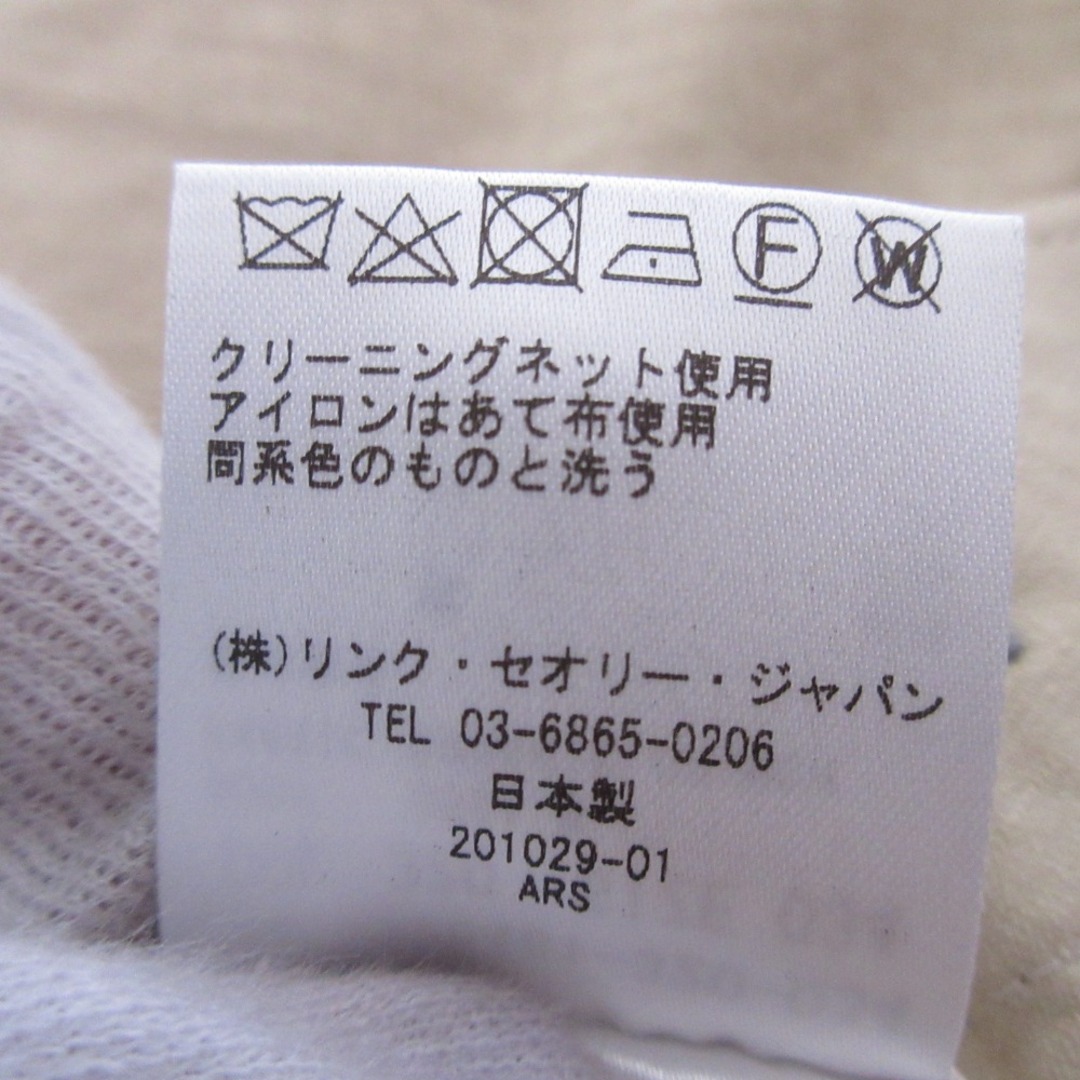 F W
クリーニングネット使用
アイロンはあて布使用
同系色のものと洗う
(株)リンク・セオリー・ジャパン
TEL 03-6865-0206
日本製
201029-01
ARS